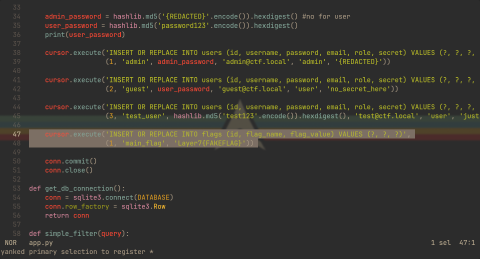 33
34 admin_password = hashlib.md5('{REDACTED}'.encode()).hexdigest() #no for user
35 user_password = hashlib.md5('password123'.encode()).hexdigest()
36 print(user_password)
37
38 cursor.execute('INSERT OR REPLACE INTO users (id, username, password, email, role, secret) VALUES (?, ?, ?,
39 (1, 'admin', admin_password, 'admin@ctf.local', 'admin', '{REDACTED}'))
40
41 cursor.execute('INSERT OR REPLACE INTO users (id, username, password, email, role, secret) VALUES (?, ?, ?,
42 (2, 'guest', user_password, 'guest@ctf.local', 'user', 'no_secret_here'))
43
44 cursor.execute('INSERT OR REPLACE INTO users (id, username, password, email, role, secret) VALUES (?, ?, ?,
45 (3, 'test_user', hashlib.md5('test123'.encode()).hexdigest(), 'test@ctf.local', 'user', 'just
46
47 cursor.execute('INSERT OR REPLACE INTO flags (id, flag_name, flag_value) VALUES (?, ?, ?)',
48 (1, 'main_flag', 'Layer7{FAKEFLAG}'))
49
50 conn.commit()
51 conn.close()
52
53 def get_db_connection():
54 conn = sqlite3.connect(DATABASE)
55 conn.row_factory = sqlite3.Row
56 return conn
57
58 def simple_filter(query):
NOR app.py 1 sel 47:1
yanked primary selection to register *